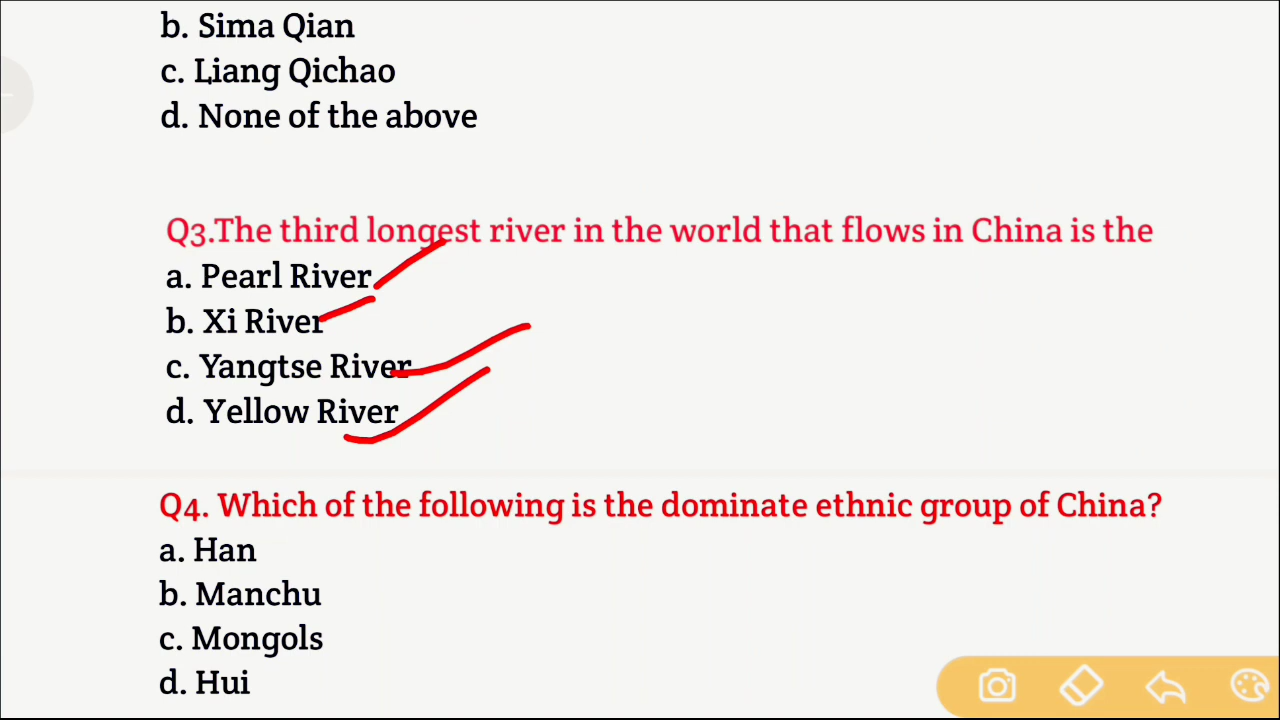 b. Sima Qian
c. Liang Qichao
d. None of the above
Q3.The third longest river in the world that flows in China is the
a. Pearl River
b. Xi River
c. Yangtse River
d. Yellow River
Q4. Which of the following is the dominate ethnic group of China?
a. Han
b. Manchu
c. Mongols
d. Hui